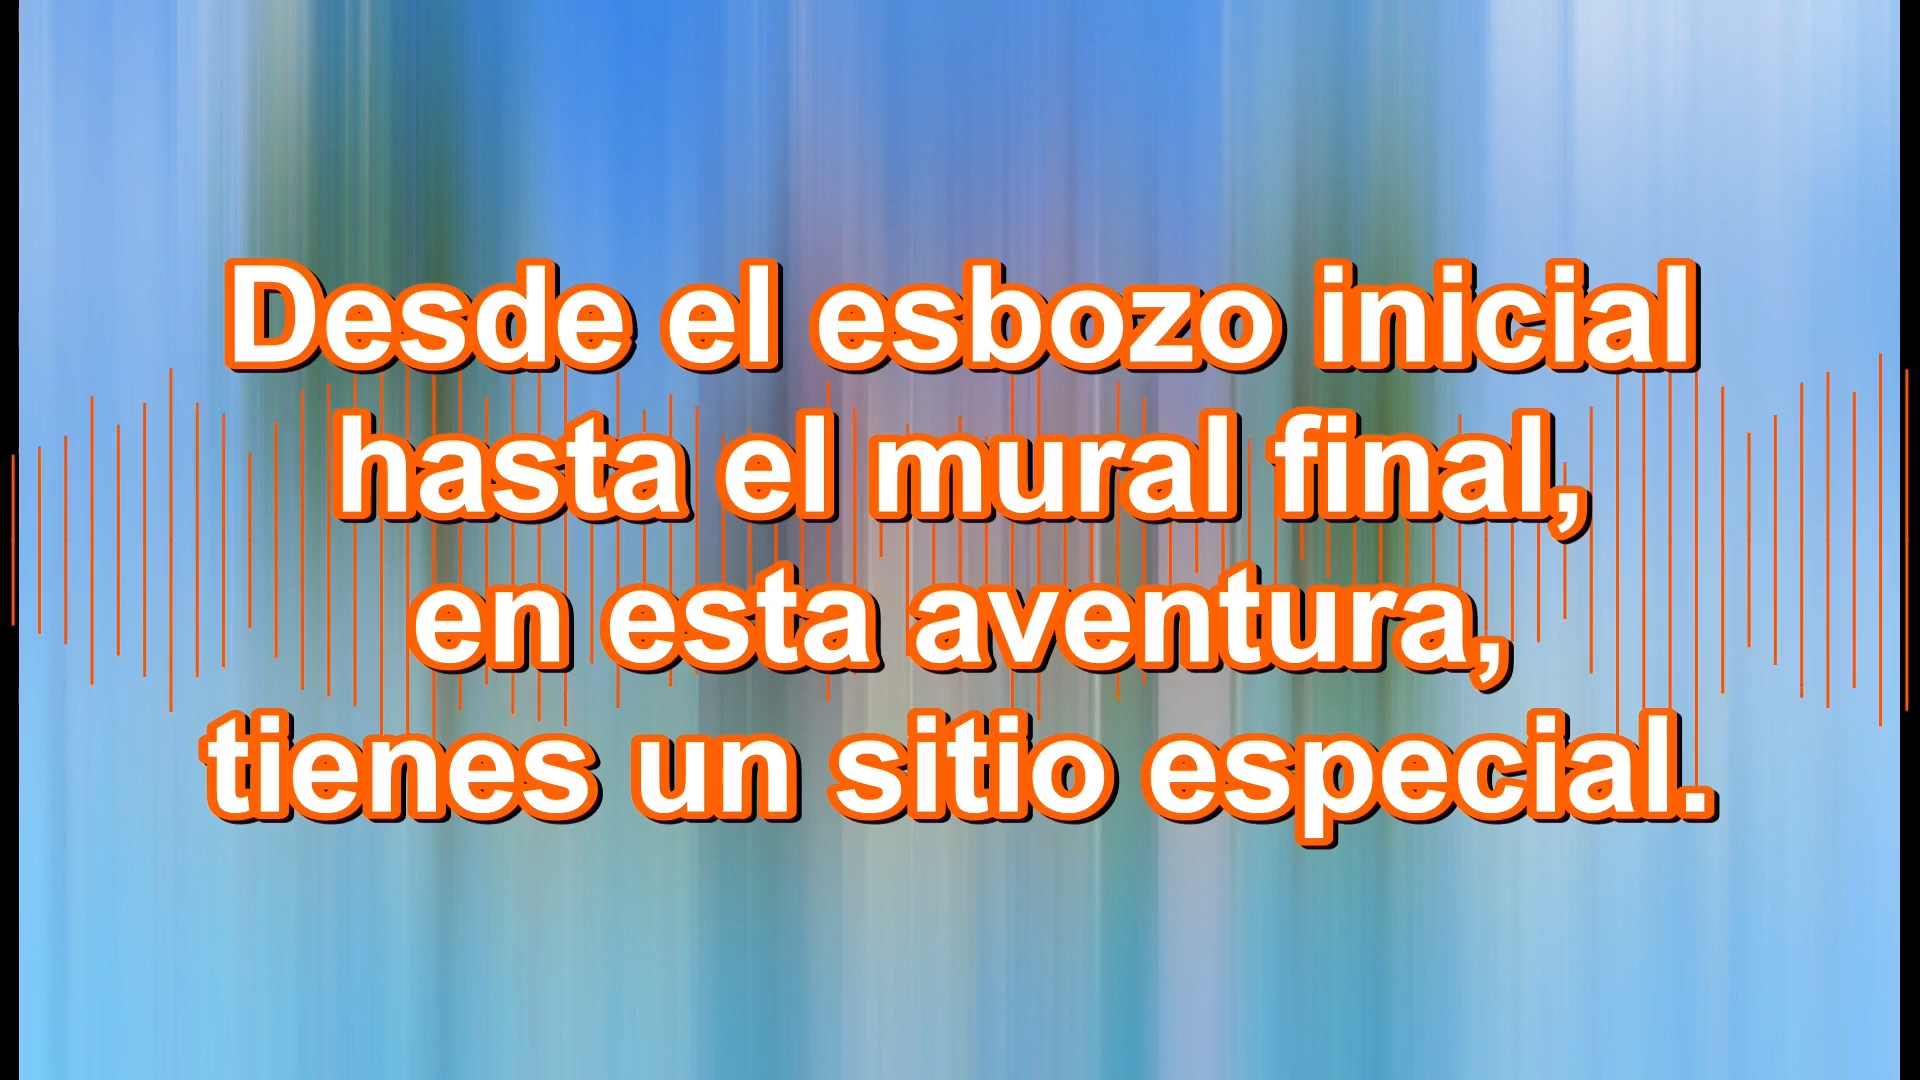 Desde el esbozo inicial
hasta el mural final,
en esta aventura,
tienes un sitio especial.